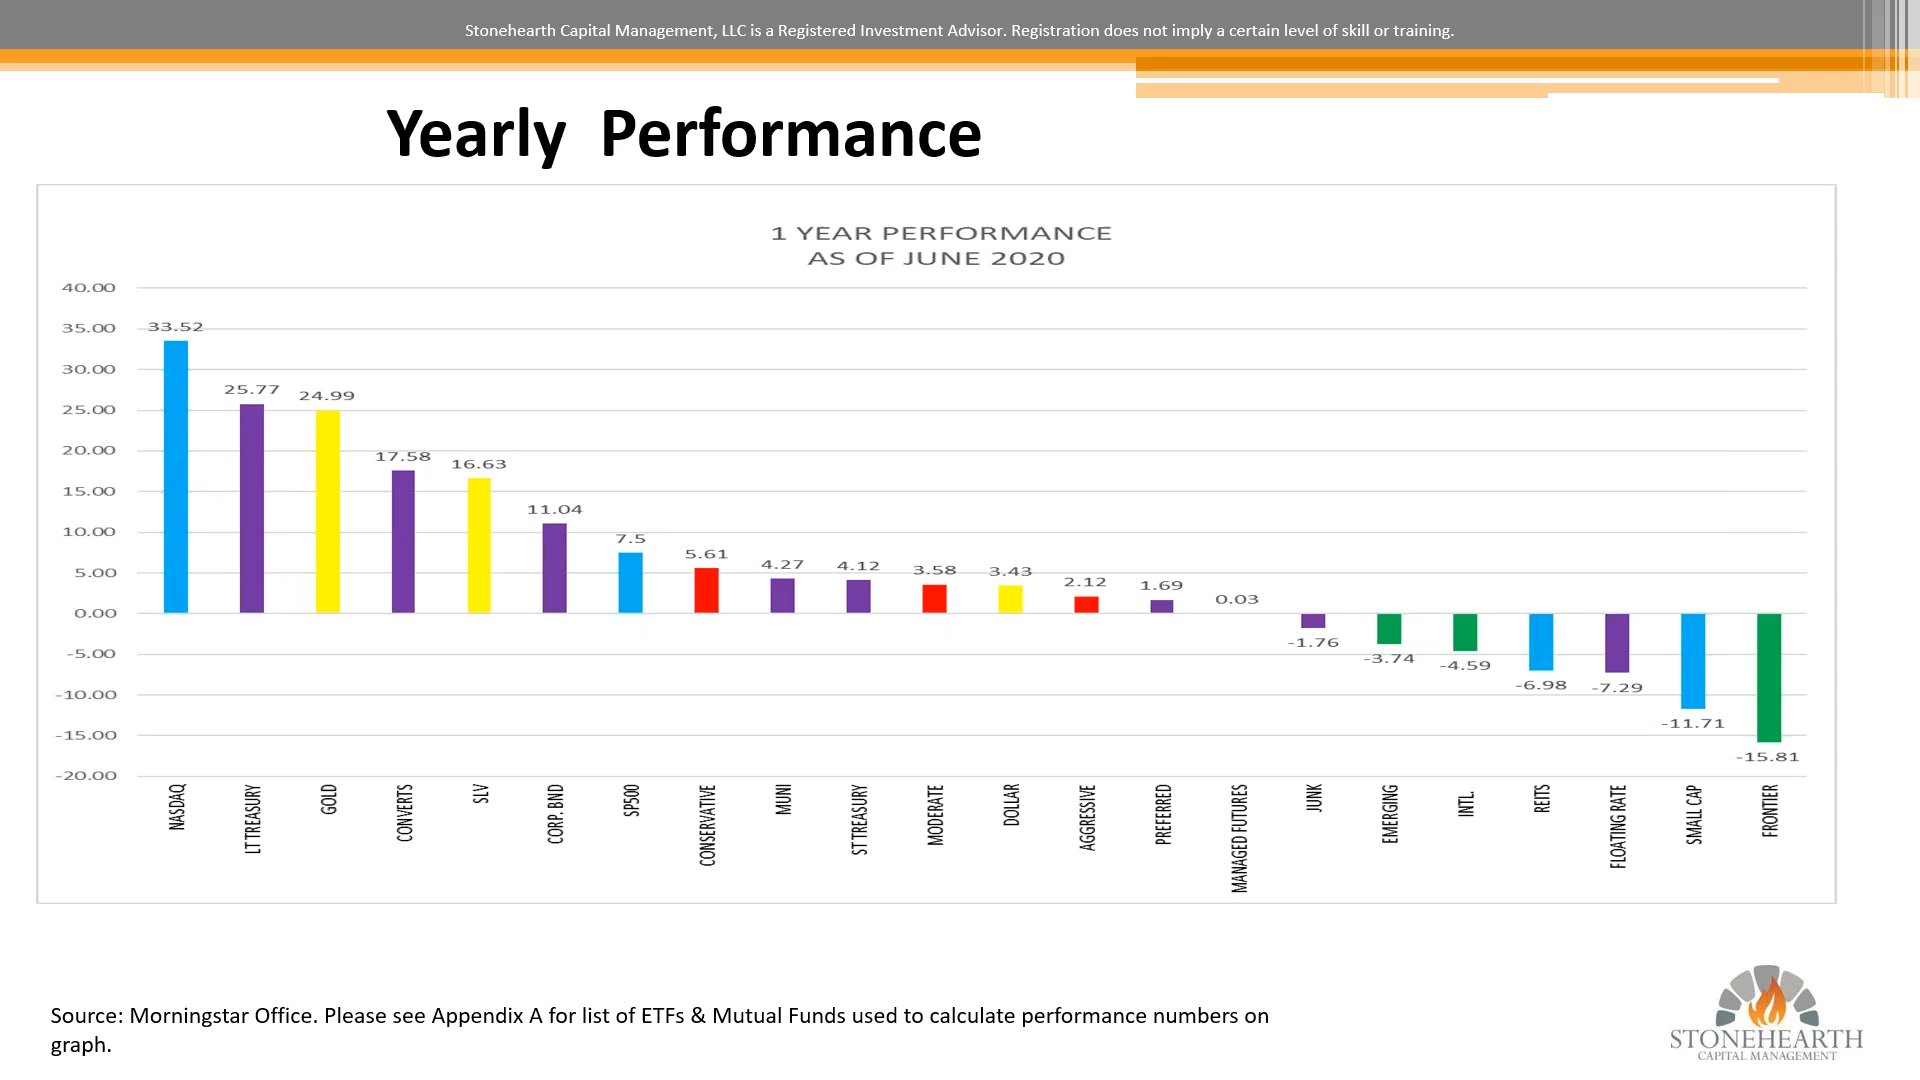 Stonehearth Capital Management, LLC is a Registered Investment Advisor. Registration does not imply a certain level of skill or training.
Yearly Performance
1 YEAR PERFORMANCE
AS OF JUNE 2020
40.00
35.00
30.00
25.00
20.00
15.00
10.00
5.00
0.00
-5.00
-10.00
-15.00
-20.00
33.52
25.77
24.99
17.58
16.63
11.04
7.5
5.61
4.27
4.12
3.58
3.43
2.12
1.69
0.03
-1.76
-3.74
-4.59
-6.98
-7.29
-11.71
-15.81
NASDAQ
LT TREASURY
GOLD
CONVERTS
SLV
CORP. BND
SP500
CONSERVATIVE
MUNI
ST TREASURY
MODERATE
DOLLAR
AGGRESSIVE
PREFERRED
MANAGED FUTURES
JUNK
EMERGING
INTL.
REITS
FLOATING RATE
SMALL CAP
FRONTIER
Source: Morningstar Office. Please see Appendix A for list of ETFs & Mutual Funds used to calculate performance numbers on
graph.
STONEHEARTH
CAPITAL MANAGEMENT